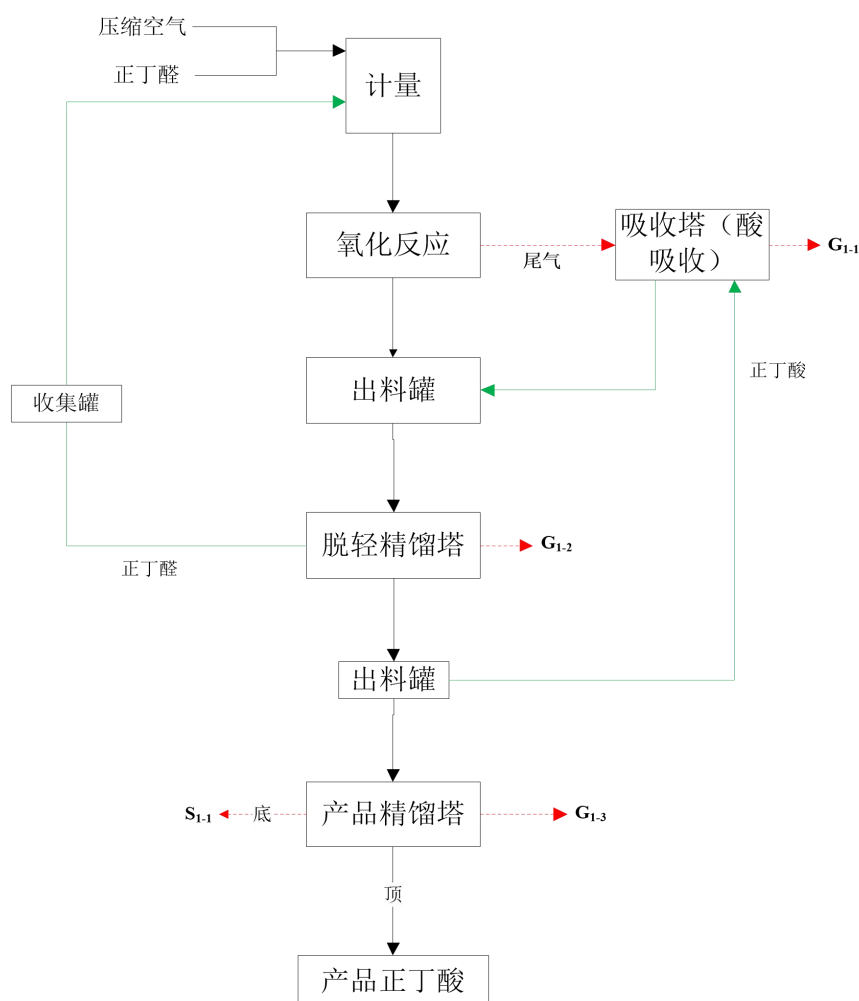 压缩空气
正丁醛
计量
氧化反应
尾气
吸收塔（酸
吸收）
G1-1
出料罐
正丁酸
收集罐
脱轻精馏塔
G1-2
正丁醛
出料罐
S1-1
底
产品精馏塔
G1-3
顶
产品正丁酸